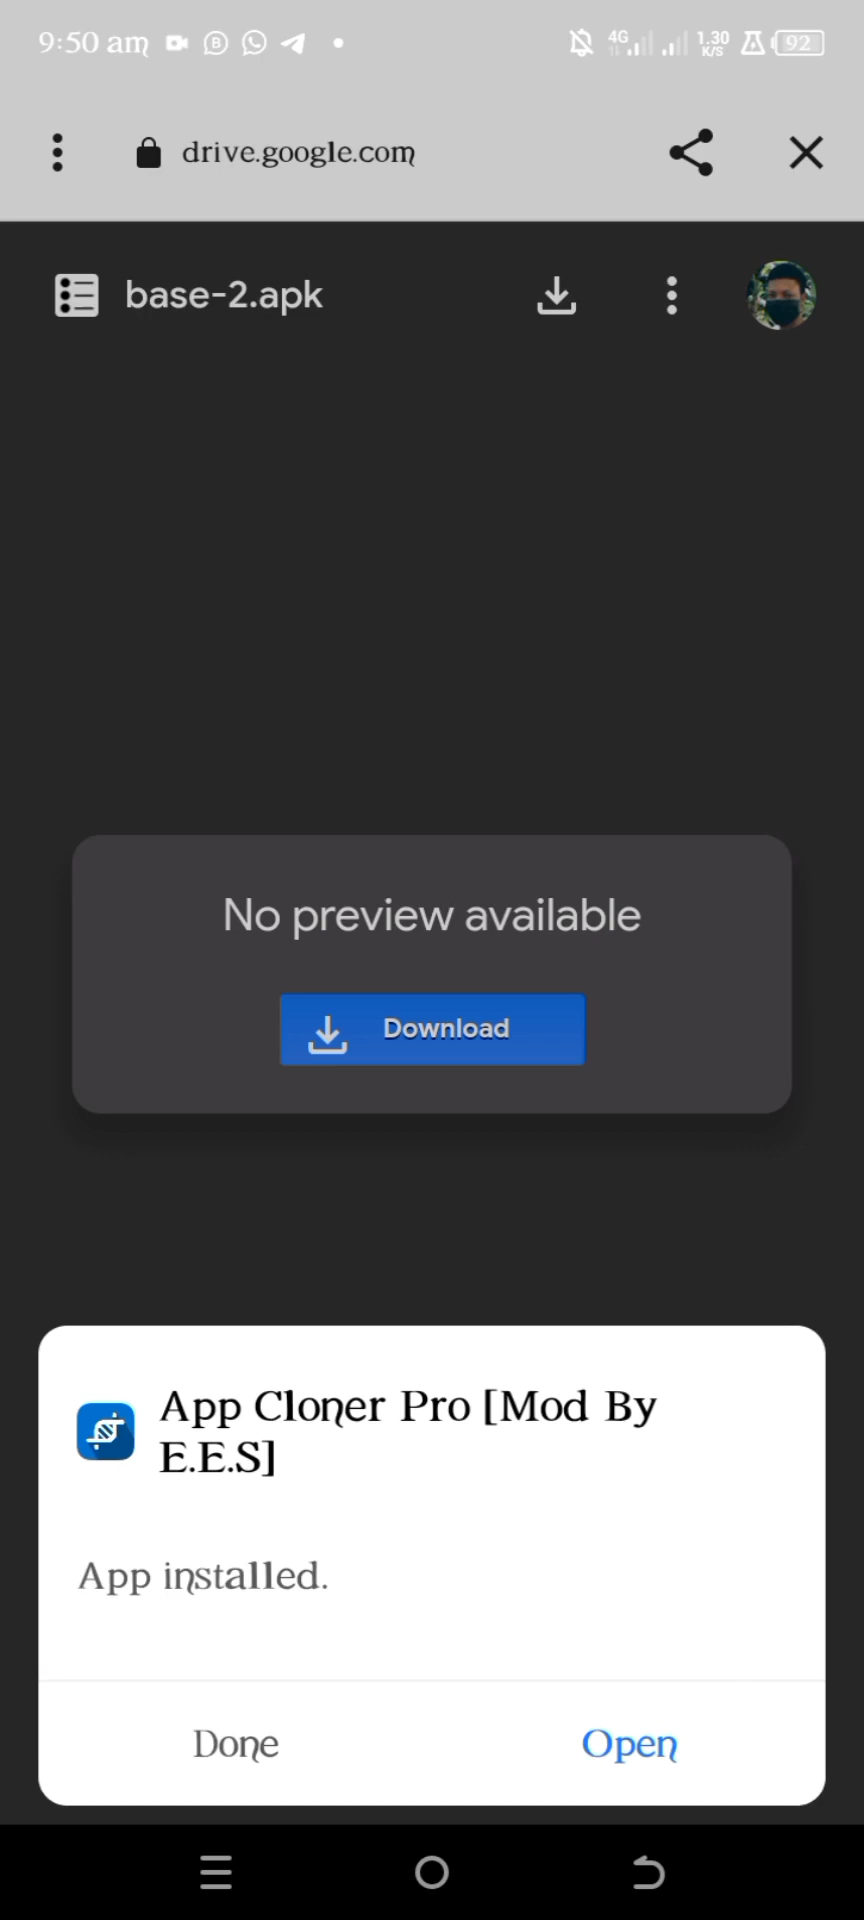 9:50 am
4G
1.30
K/S
92
drive.google.com
base-2.apk
No preview available
Download
App Cloner Pro [Mod By
E.E.S]
App installed.
Done
Open